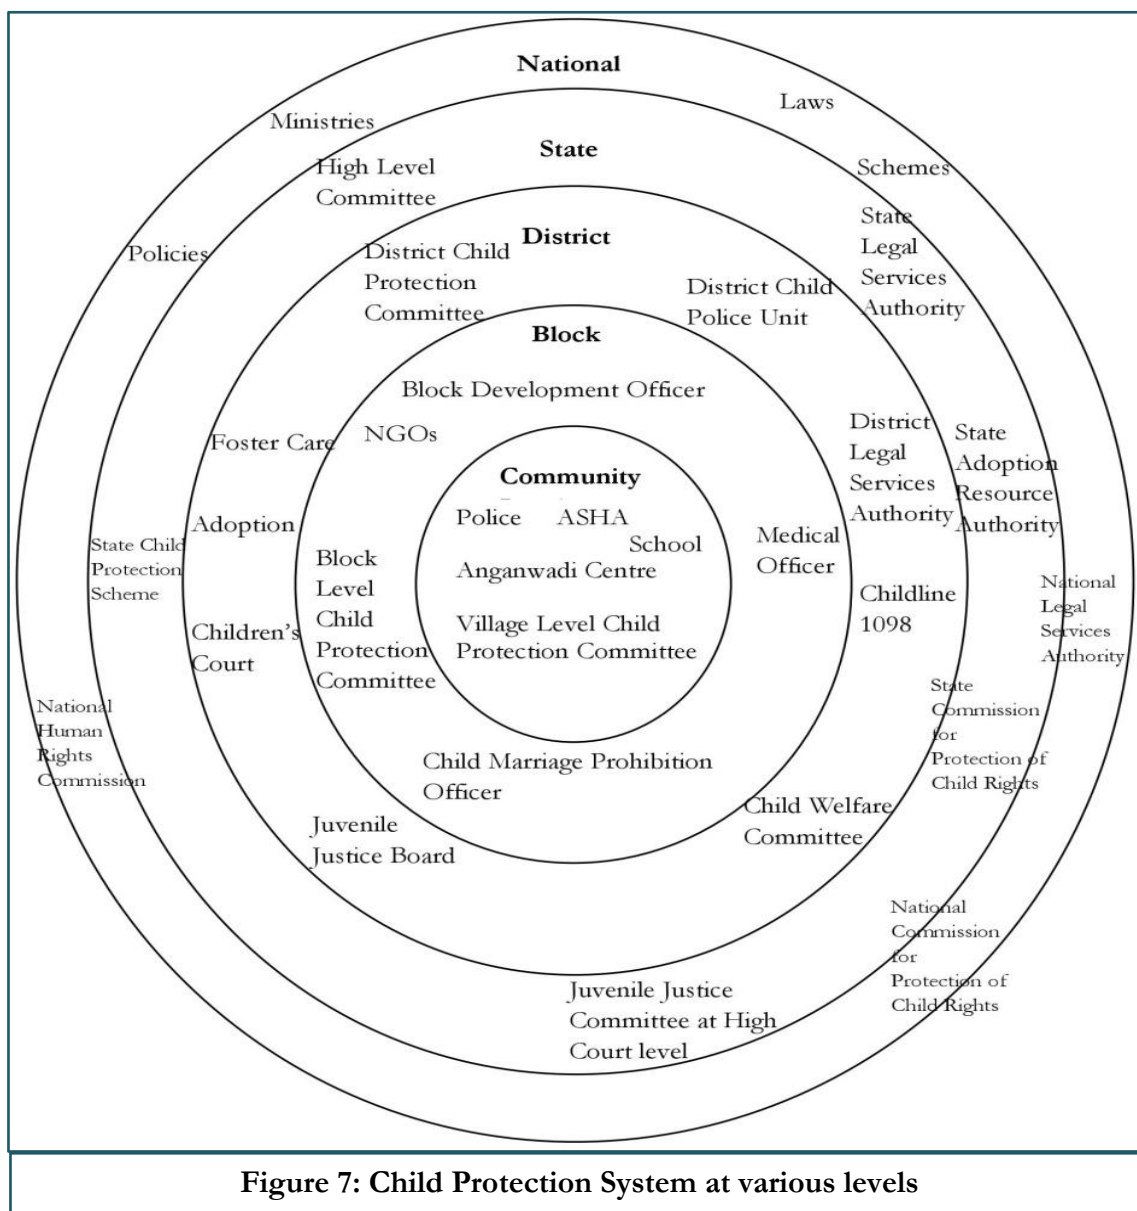 National
Laws
Ministries
State
High Level
Committee
Schemes
State
Legal
Services
Authority
Policies
District
District Child
Protection
Committee
District Child
Police Unit
Block
Block Development Officer
NGOs
Foster Care
District
Legal
Services
Authority
State
Adoption
Resource
Authority
Community
Police ASHA
School
Anganwadi Centre
Village Level Child
Protection Committee
Adoption
Medical
Officer
State Child
Protection
Scheme
Block
Level
Child
Protection
Committee
Childline
1098
National
Legal
Services
Authority
Children's
Court
State
Commission
for
Protection of
Child Rights
National
Human
Rights
Commission
Child Marriage Prohibition
Officer
Child Welfare
Committee
Juvenile
Justice Board
National
Commission
for
Protection of
Child Rights
Juvenile Justice
Committee at High
Court level
Figure 7: Child Protection System at various levels